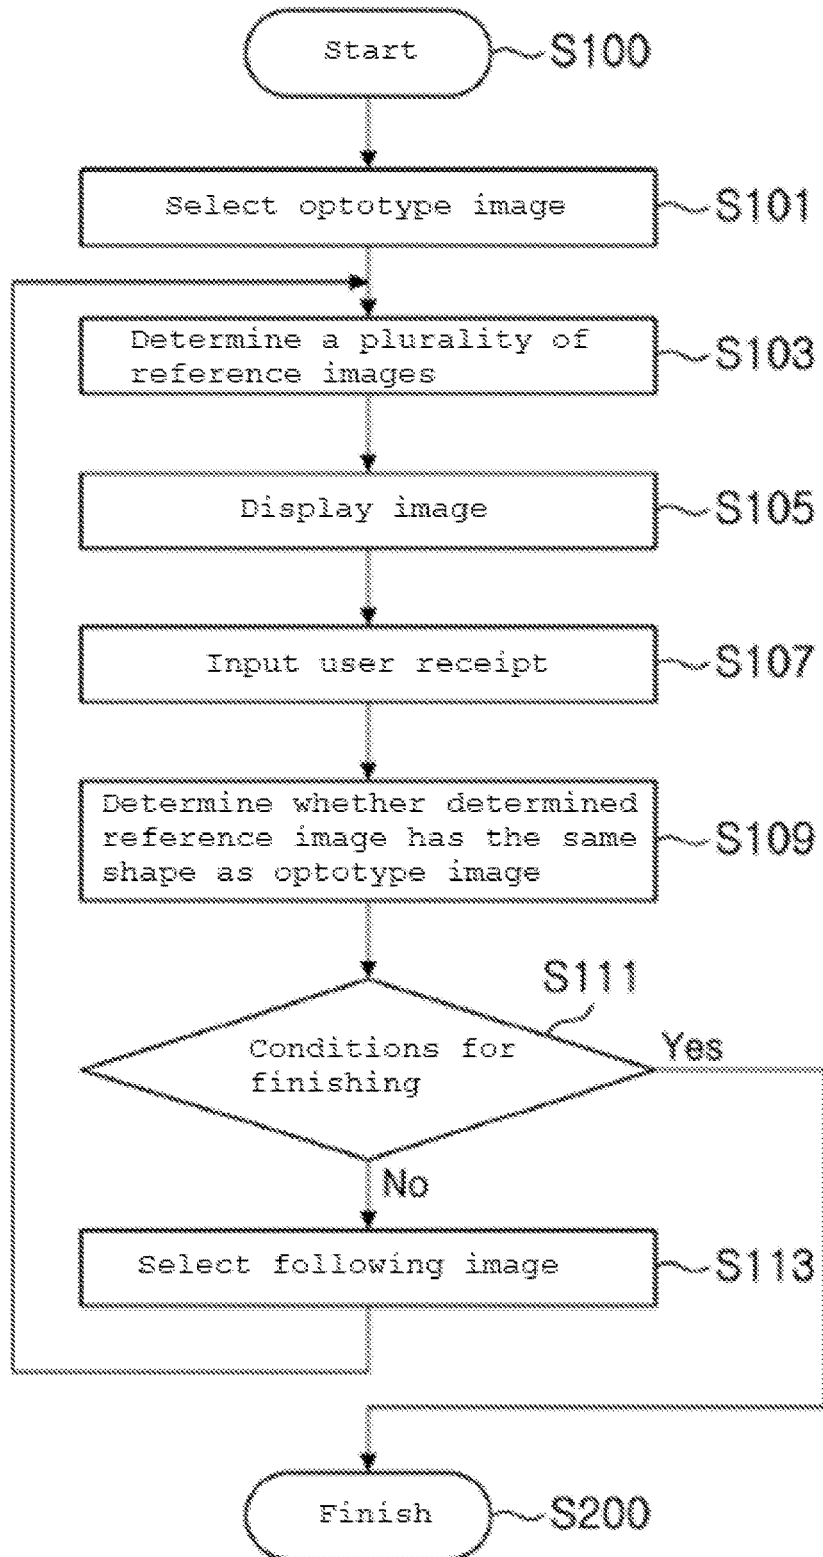 Start
S100
Select optotype image
S101
Determine a plurality of
reference images
S103
Display image
S105
Input user receipt
S107
Determine whether determined
reference image has the same
shape as optotype image
S109
S111
Conditions for
finishing
Yes
No
Select following image
S113
Finish
S200